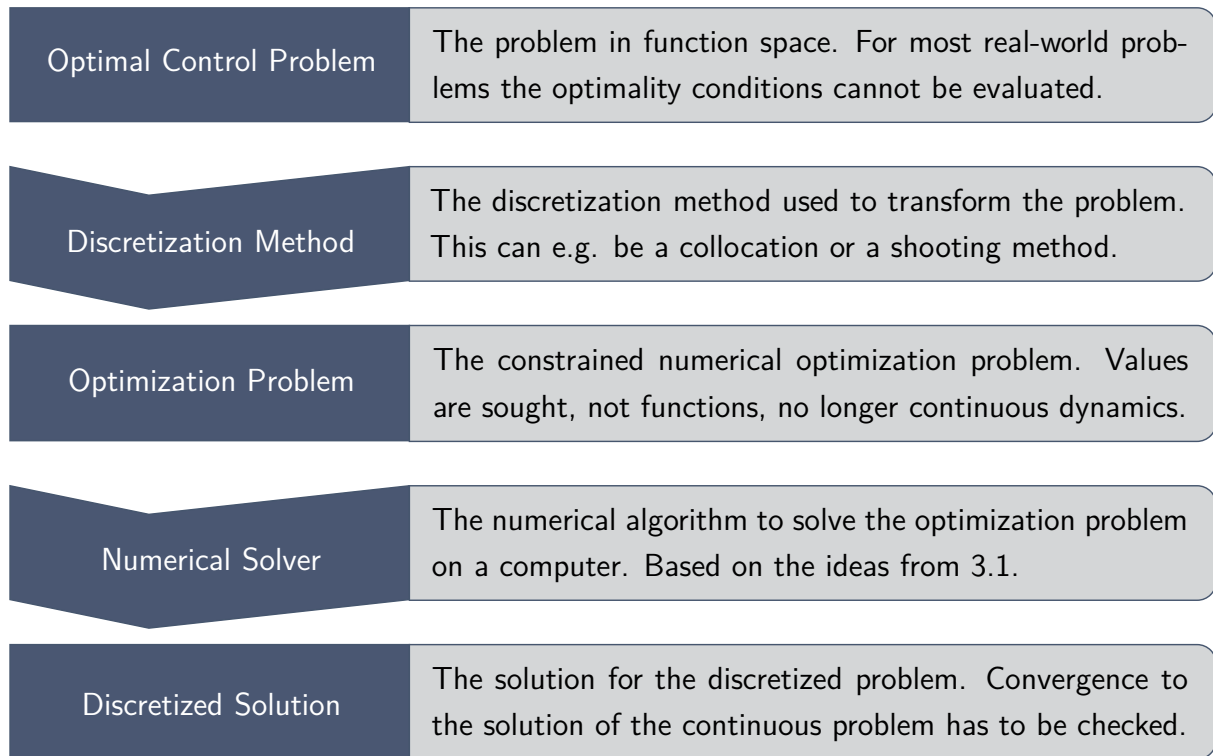 Optimal Control Problem
The problem in function space. For most real-world prob-
lems the optimality conditions cannot be evaluated.
Discretization Method
The discretization method used to transform the problem.
This can e.g. be a collocation or a shooting method.
Optimization Problem
The constrained numerical optimization problem. Values
are sought, not functions, no longer continuous dynamics.
Numerical Solver
The numerical algorithm to solve the optimization problem
on a computer. Based on the ideas from 3.1.
Discretized Solution
The solution for the discretized problem. Convergence to
the solution of the continuous problem has to be checked.